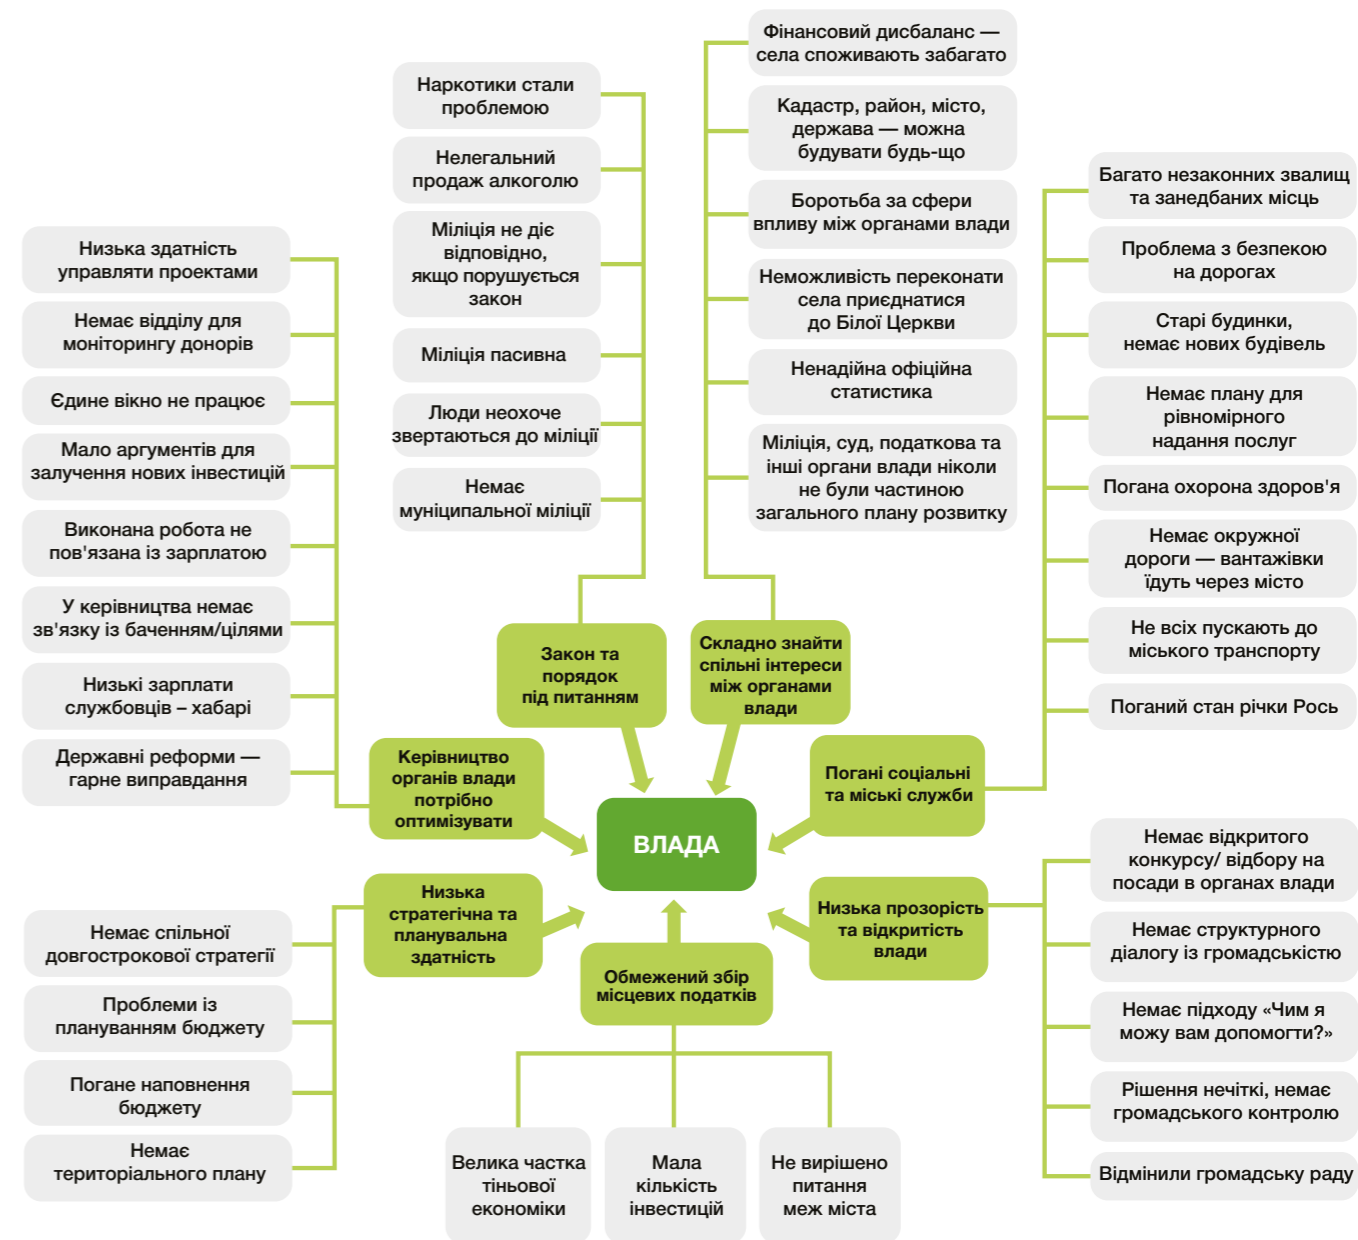 Фінансовий дисбаланс —
села споживають забагато
Кадастр, район, місто,
держава — можна
будувати будь-що
Боротьба за сфери
впливу між органами влади
Неможливість переконати
села приєднатися
до Білої Церкви
Ненадійна офіційна
статистика
Міліція, суд, податкова та
інші органи влади ніколи
не були частиною
загального плану розвитку
Складно знайти
спільні інтереси
між органами
влади
Наркотики стали
проблемою
Нелегальний
продаж алкоголю
Міліція не діє
відповідно,
якщо порушується
закон
Міліція пасивна
Люди неохоче
звертаються до міліції
Немає
муніципальної міліції
Закон та
порядок
під питанням
Низька здатність
управляти проектами
Немає відділу для
моніторингу донорів
Єдине вікно не працює
Мало аргументів для
залучення нових інвестицій
Виконана робота не
пов'язана із зарплатою
У керівництва немає
зв'язку із баченням/цілями
Низькі зарплати
службовців – хабарі
Державні реформи —
гарне виправдання
Керівництво
органів влади
потрібно
оптимізувати
Багато незаконних звалищ
та занедбаних місць
Проблема з безпекою
на дорогах
Старі будинки,
немає нових будівель
Немає плану для
рівномірного
надання послуг
Погана охорона здоров'я
Немає окружної
дороги — вантажівки
їдуть через місто
Не всіх пускають до
міського транспорту
Поганий стан річки Рось
Погані соціальні
та міські служби
ВЛАДА
Низька
стратегічна та
планувальна
здатність
Немає спільної
довгострокової стратегії
Проблеми із
плануванням бюджету
Погане наповнення
бюджету
Немає
територіального плану
Обмежений збір
місцевих податків
Велика частка
тіньової
економіки
Мала
кількість
інвестицій
Не вирішено
питання
меж міста
Низька прозорість
та відкритість
влади
Немає відкритого
конкурсу/ відбору на
посади в органах влади
Немає структурного
діалогу із громадськістю
Немає підходу «Чим я
можу вам допомогти?»
Рішення нечіткі, немає
громадського контролю
Відмінили громадську раду